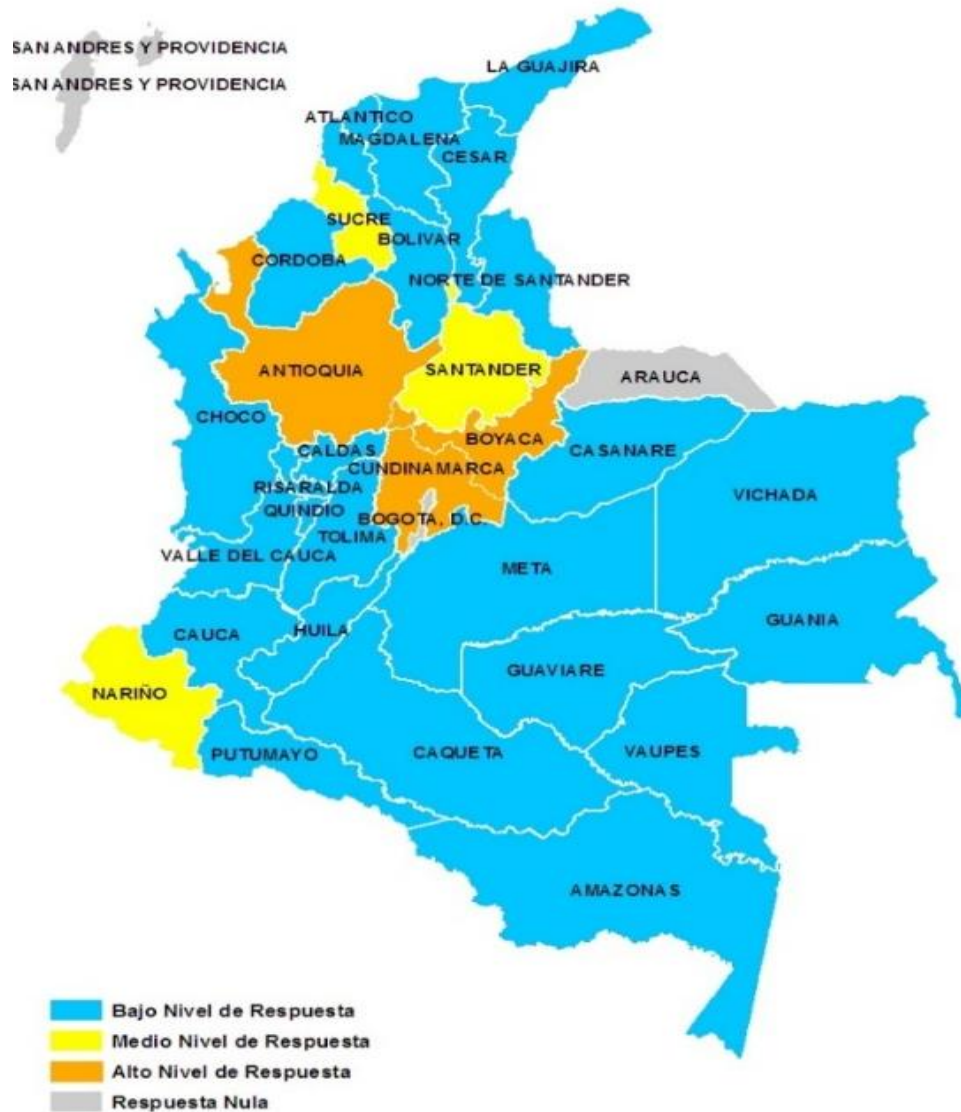 SAN ANDRES Y PROVIDENCIA
SAN ANDRES Y PROVIDENCIA
LA GUAJIRA
ATLANTICO
MAGDALENA
CESAR
SUCRE
BOLIVAR
CORDOBA
NORTE DE SANTANDER
ANTIOQUIA
SANTANDER
ARAUCA
CHOCO
BOYACA
CALDAS
CASANARE
CUNDINAMARCA
RISARALDA
VICHADA
QUINDIO
BOGOTA, D.C.
TOLIMA
VALLE DEL CAUCA
META
GUANIA
CAUCA
HUILA
GUAVIARE
NARIÑO
PUTUMAYO
CAQUETA
VAUPES
AMAZONAS
Bajo Nivel de Respuesta
Medio Nivel de Respuesta
Alto Nivel de Respuesta
Respuesta Nula